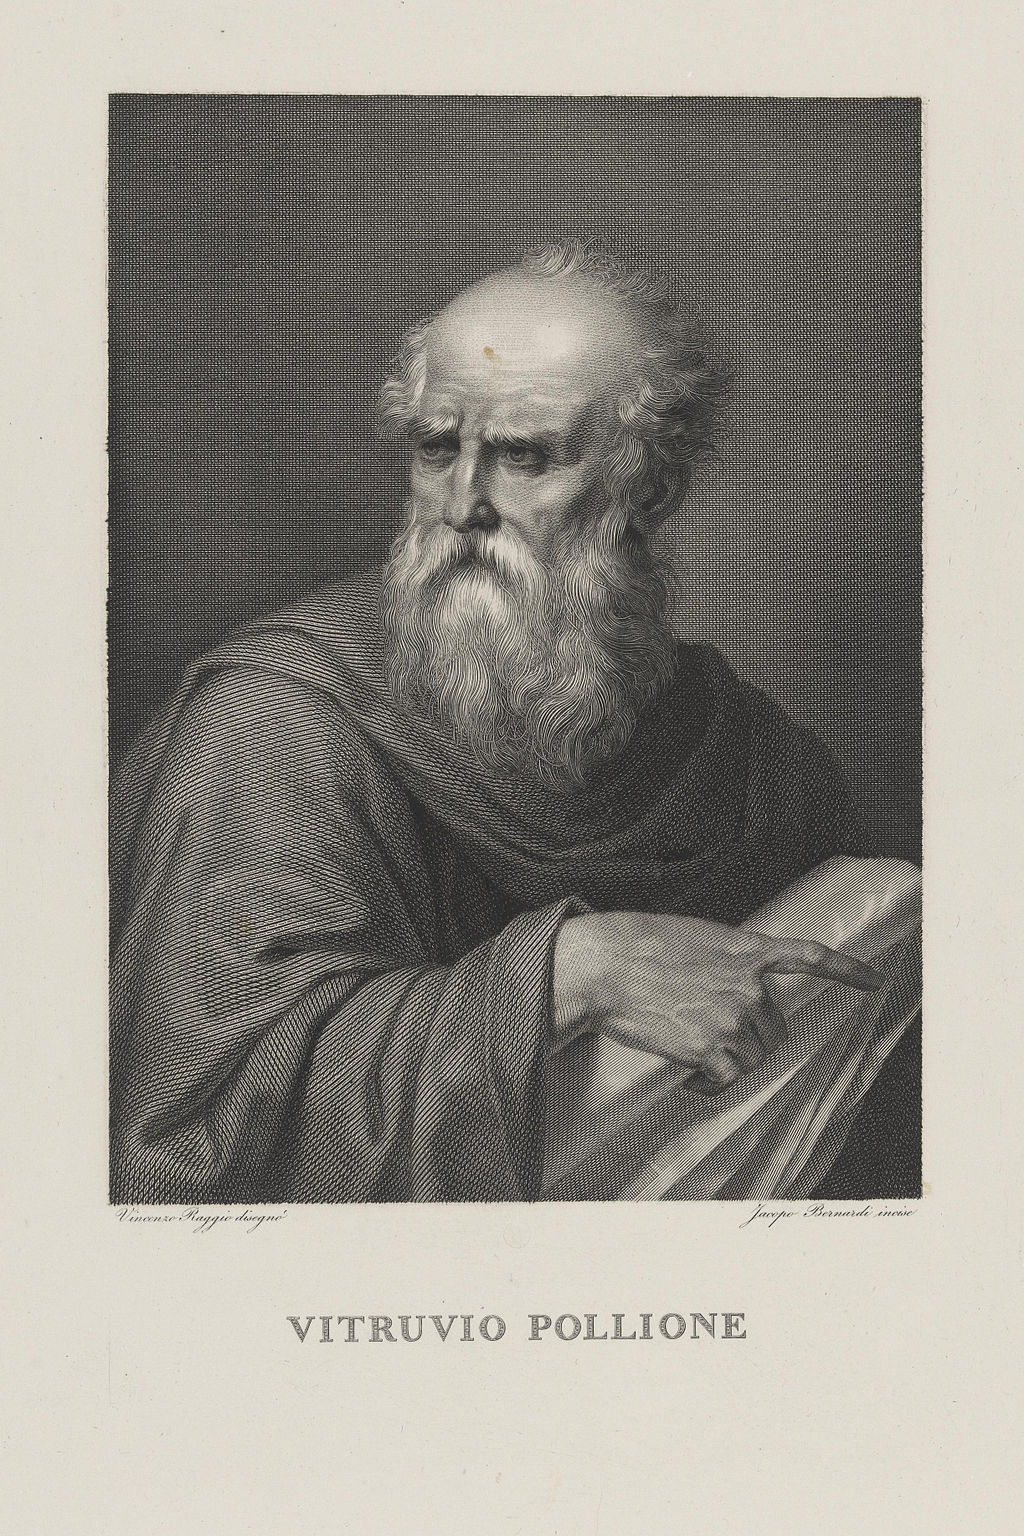 Vincenzo Raggio disegnò
Jacopo Bernardi incise
VITRUVIO POLLIONE